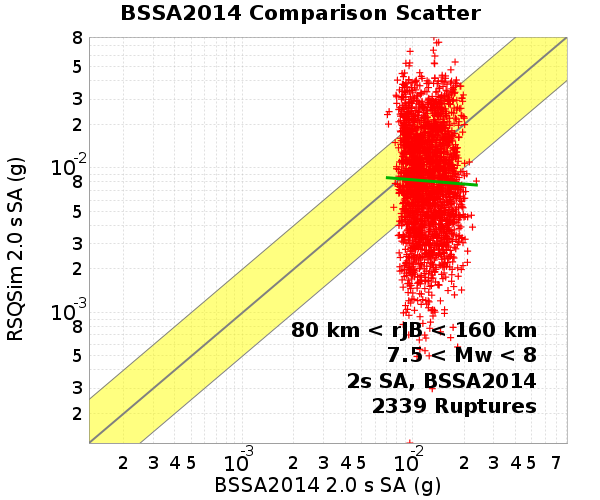 BSSA2014 Comparison Scatter
8
5
3
2
10⁻²
8
5
3
2
10⁻³
8
5
3
2
RSQSim 2.0 s SA (g)
80 km < rJB < 160 km
7.5 < Mw < 8
2s SA, BSSA2014
2339 Ruptures
2 3 4 5 10⁻³ 2 3 4 5 10⁻² 2 3 4 5 7
BSSA2014 2.0 s SA (g)